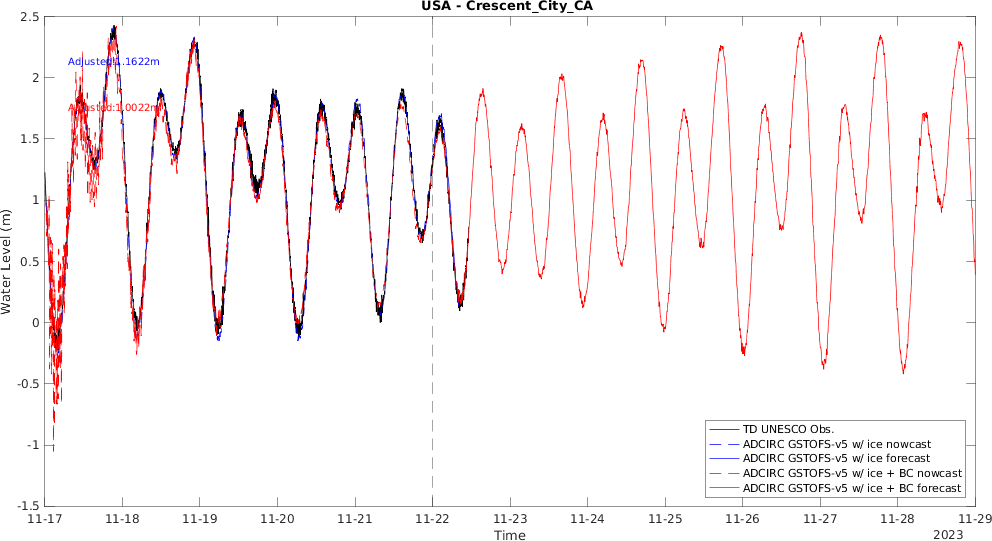 USA - Crescent_City_CA
2.5
2
1.5
1
0.5
0
-0.5
-1
-1.5
Water Level (m)
Adjusted:1.1622m
Adjusted:1.0022m
TD UNESCO Obs.
ADCIRC GSTOFS-v5 w/ ice nowcast
ADCIRC GSTOFS-v5 w/ ice forecast
ADCIRC GSTOFS-v5 w/ ice + BC nowcast
ADCIRC GSTOFS-v5 w/ ice + BC forecast
11-17 11-18 11-19 11-20 11-21 11-22 11-23 11-24 11-25 11-26 11-27 11-28 11-29
Time
2023